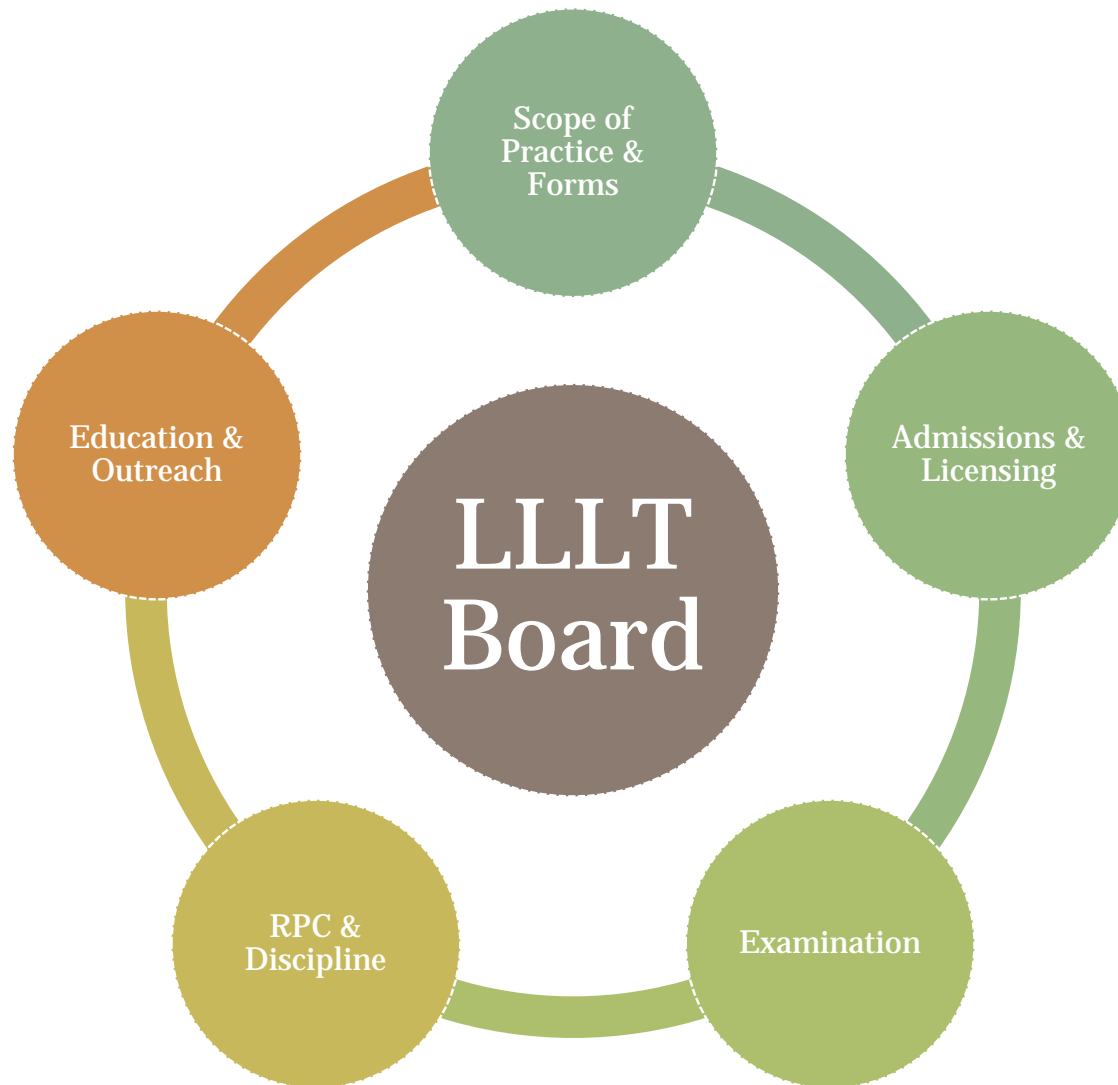 Scope of
Practice &
Forms
Admissions &
Licensing
Examination
RPC &
Discipline
Education &
Outreach
LLLT
Board